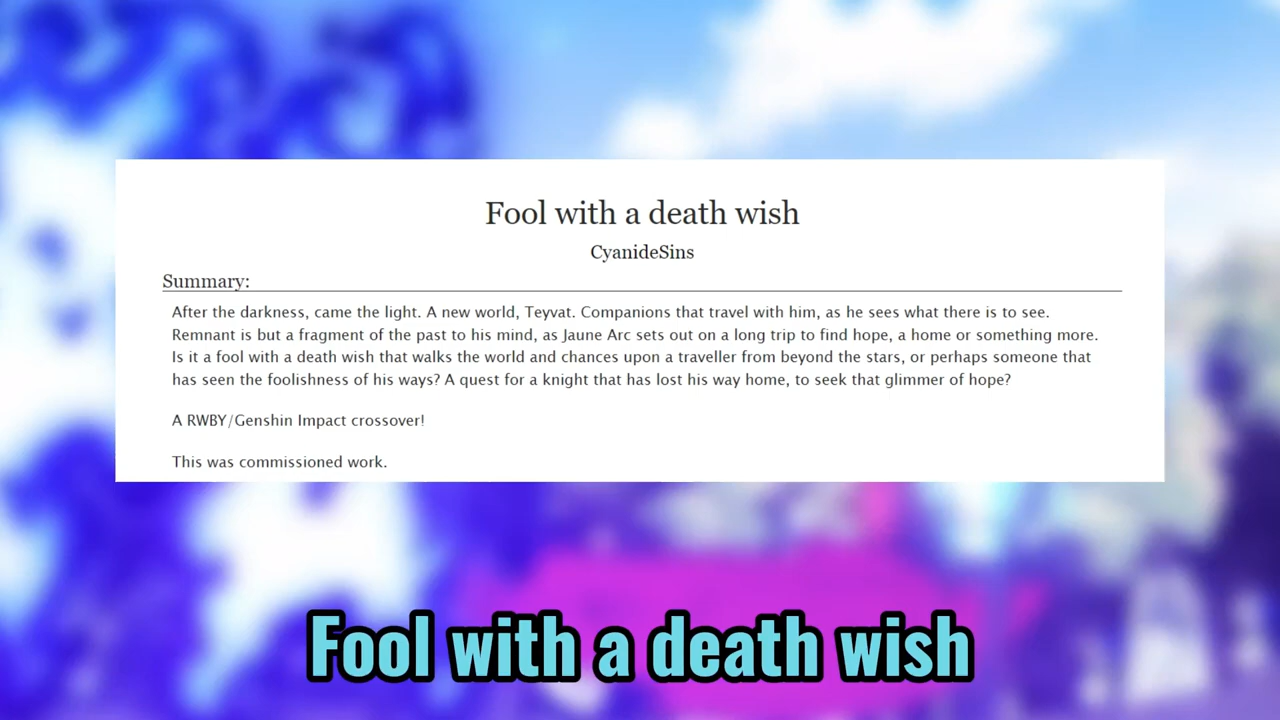 Fool with a death wish
CyanideSins
Summary:
After the darkness, came the light. A new world, Teyvat. Companions that travel with him, as he sees what there is to see.
Remnant is but a fragment of the past to his mind, as Jaune Arc sets out on a long trip to find hope, a home or something more.
Is it a fool with a death wish that walks the world and chances upon a traveller from beyond the stars, or perhaps someone that
has seen the foolishness of his ways? A quest for a knight that has lost his way home, to seek that glimmer of hope?
A RWBY/Genshin Impact crossover!
This was commissioned work.
Fool with a death wish